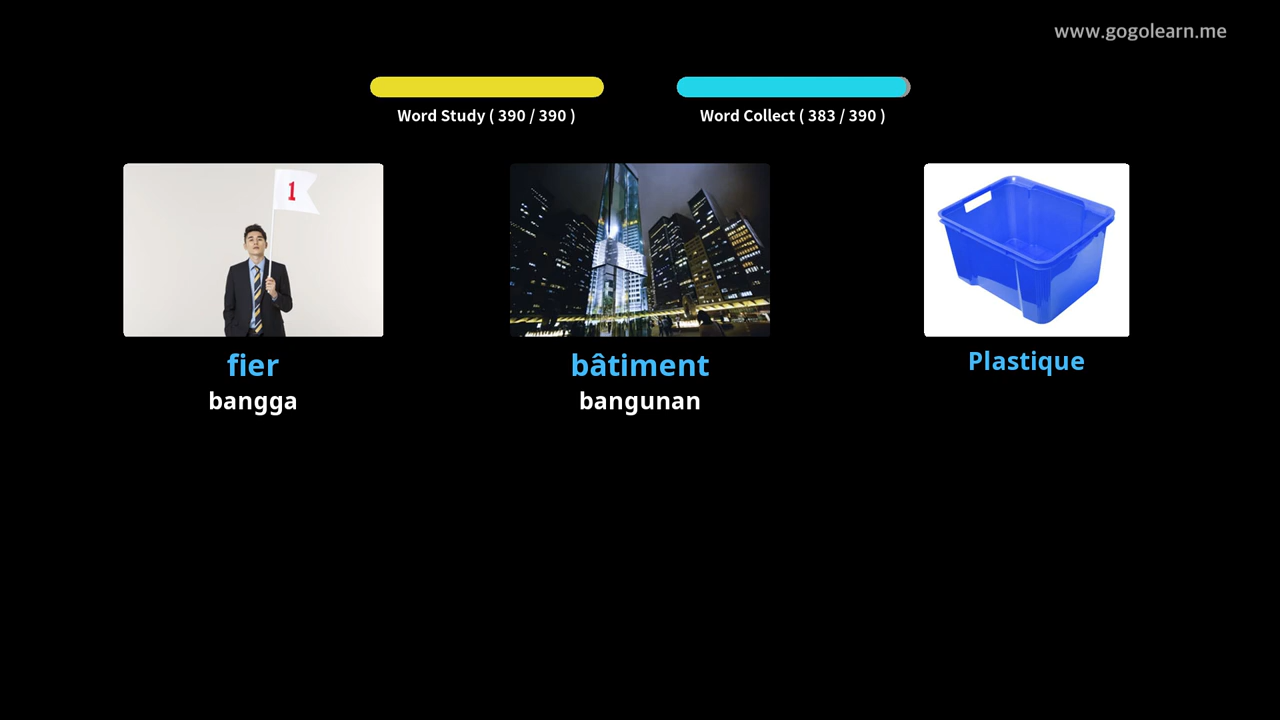 www.gogolearn.me
Word Study ( 390 / 390 )
Word Collect ( 383 / 390 )
1
fier
bangga
bâtiment
bangunan
Plastique